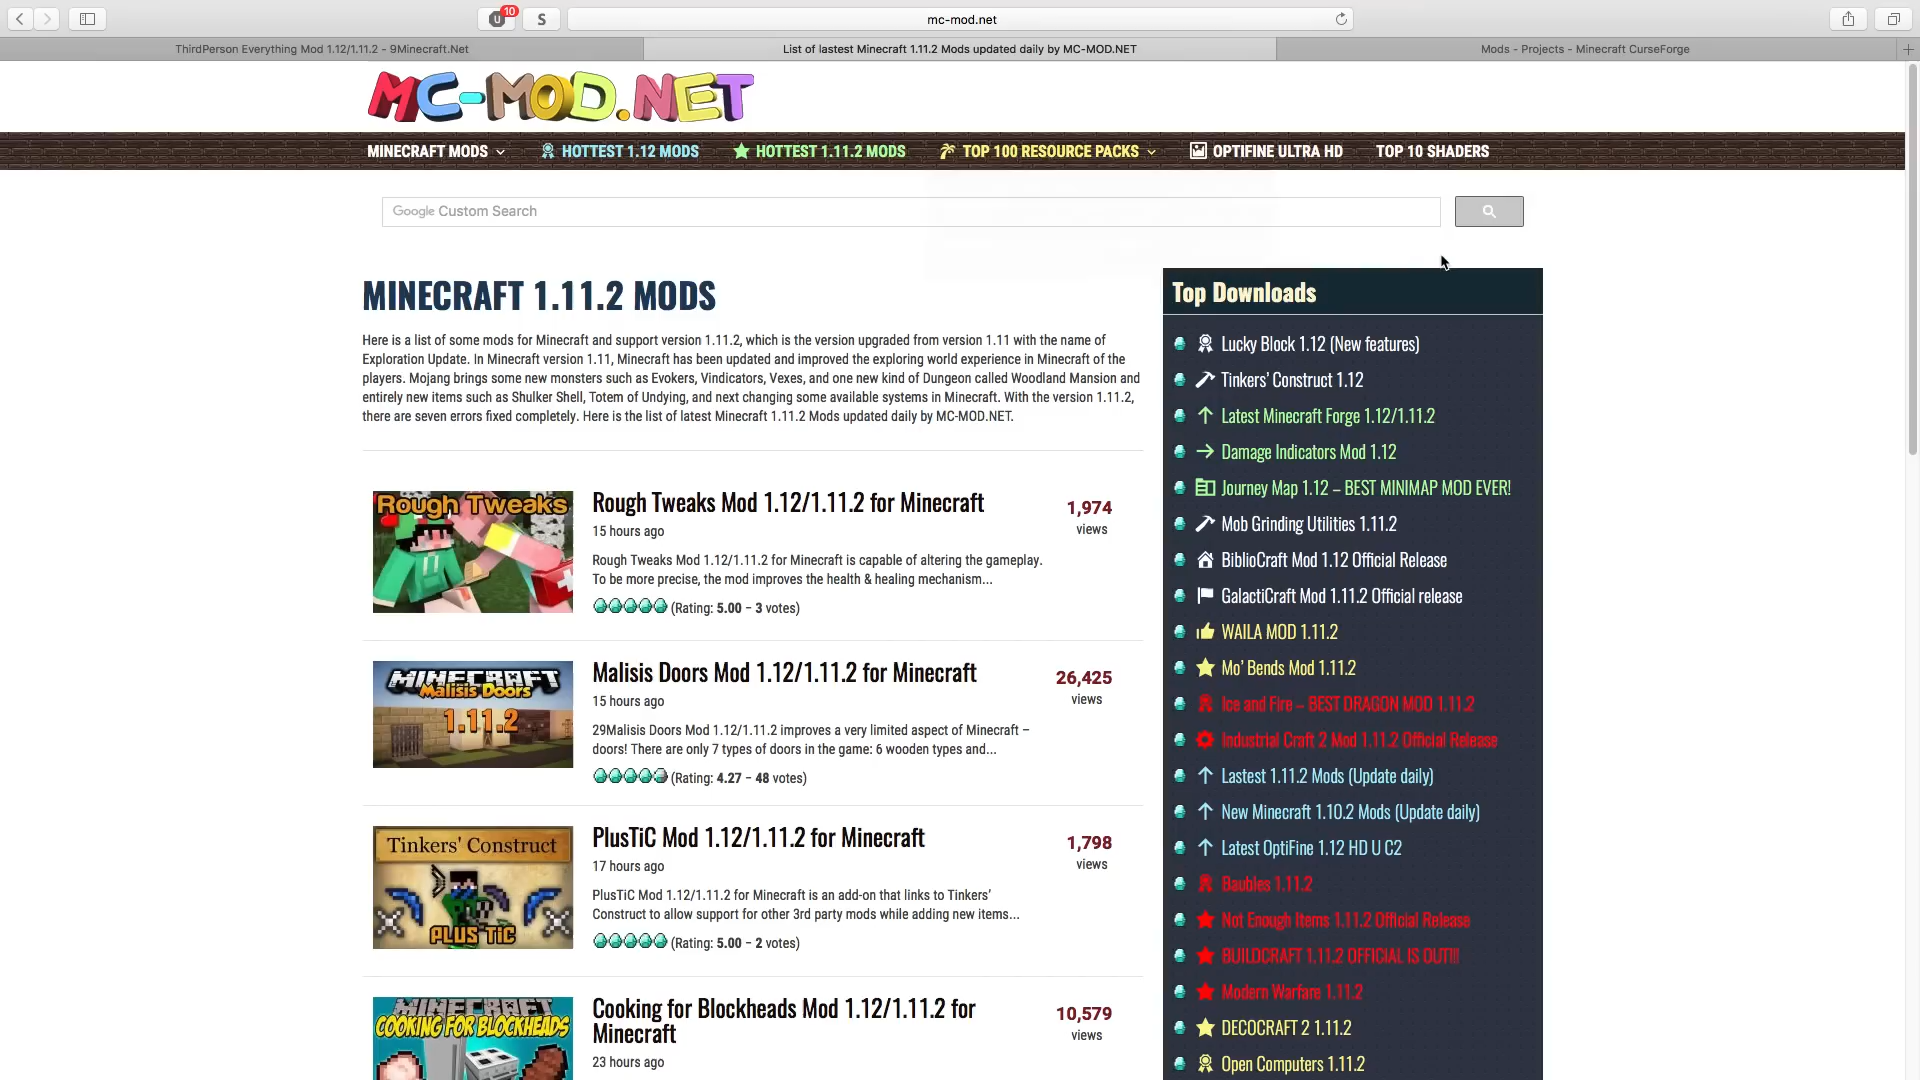 10
S
mc-mod.net
ThirdPerson Everything Mod 1.12/1.11.2 - 9Minecraft.Net
List of lastest Minecraft 1.11.2 Mods updated daily by MC-MOD.NET
Mods - Projects - Minecraft CurseForge
MC-MOD.NET
MINECRAFT MODS
HOTTEST 1.12 MODS
HOTTEST 1.11.2 MODS
TOP 100 RESOURCE PACKS
OPTIFINE ULTRA HD
TOP 10 SHADERS
Google Custom Search
MINECRAFT 1.11.2 MODS
Here is a list of some mods for Minecraft and support version 1.11.2, which is the version upgraded from version 1.11 with the name of
Exploration Update. In Minecraft version 1.11, Minecraft has been updated and improved the exploring world experience in Minecraft of the
players. Mojang brings some new monsters such as Evokers, Vindicators, Vexes, and one new kind of Dungeon called Woodland Mansion and
entirely new items such as Shulker Shell, Totem of Undying, and next changing some available systems in Minecraft. With the version 1.11.2,
there are seven errors fixed completely. Here is the list of latest Minecraft 1.11.2 Mods updated daily by MC-MOD.NET.
Rough Tweaks
Rough Tweaks Mod 1.12/1.11.2 for Minecraft
15 hours ago
Rough Tweaks Mod 1.12/1.11.2 for Minecraft is capable of altering the gameplay.
To be more precise, the mod improves the health & healing mechanism...
(Rating: 5.00 – 3 votes)
1,974
views
MINECRAFT
Malisis Doors
1.11.2
Malisis Doors Mod 1.12/1.11.2 for Minecraft
15 hours ago
29Malisis Doors Mod 1.12/1.11.2 improves a very limited aspect of Minecraft –
doors! There are only 7 types of doors in the game: 6 wooden types and...
(Rating: 4.27 – 48 votes)
26,425
views
Tinkers' Construct
PLUS TiC
PlusTiC Mod 1.12/1.11.2 for Minecraft
17 hours ago
PlusTiC Mod 1.12/1.11.2 for Minecraft is an add-on that links to Tinkers’
Construct to allow support for other 3rd party mods while adding new items...
(Rating: 5.00 – 2 votes)
1,798
views
MINECRAFT
COOKING FOR BLOCKHEADS
Cooking for Blockheads Mod 1.12/1.11.2 for
Minecraft
23 hours ago
10,579
views
Top Downloads
Lucky Block 1.12 (New features)
Tinkers’ Construct 1.12
Latest Minecraft Forge 1.12/1.11.2
Damage Indicators Mod 1.12
Journey Map 1.12 – BEST MINIMAP MOD EVER!
Mob Grinding Utilities 1.11.2
BiblioCraft Mod 1.12 Official Release
GalactiCraft Mod 1.11.2 Official release
WAILA MOD 1.11.2
Mo’ Bends Mod 1.11.2
Ice and Fire – BEST DRAGON MOD 1.11.2
Industrial Craft 2 Mod 1.11.2 Official Release
Lastest 1.11.2 Mods (Update daily)
New Minecraft 1.10.2 Mods (Update daily)
Latest OptiFine 1.12 HD U C2
Baubles 1.11.2
Not Enough Items 1.11.2 Official Release
BUILDCRAFT 1.11.2 OFFICIAL IS OUT!!!
Modern Warfare 1.11.2
DECOCRAFT 2 1.11.2
Open Computers 1.11.2